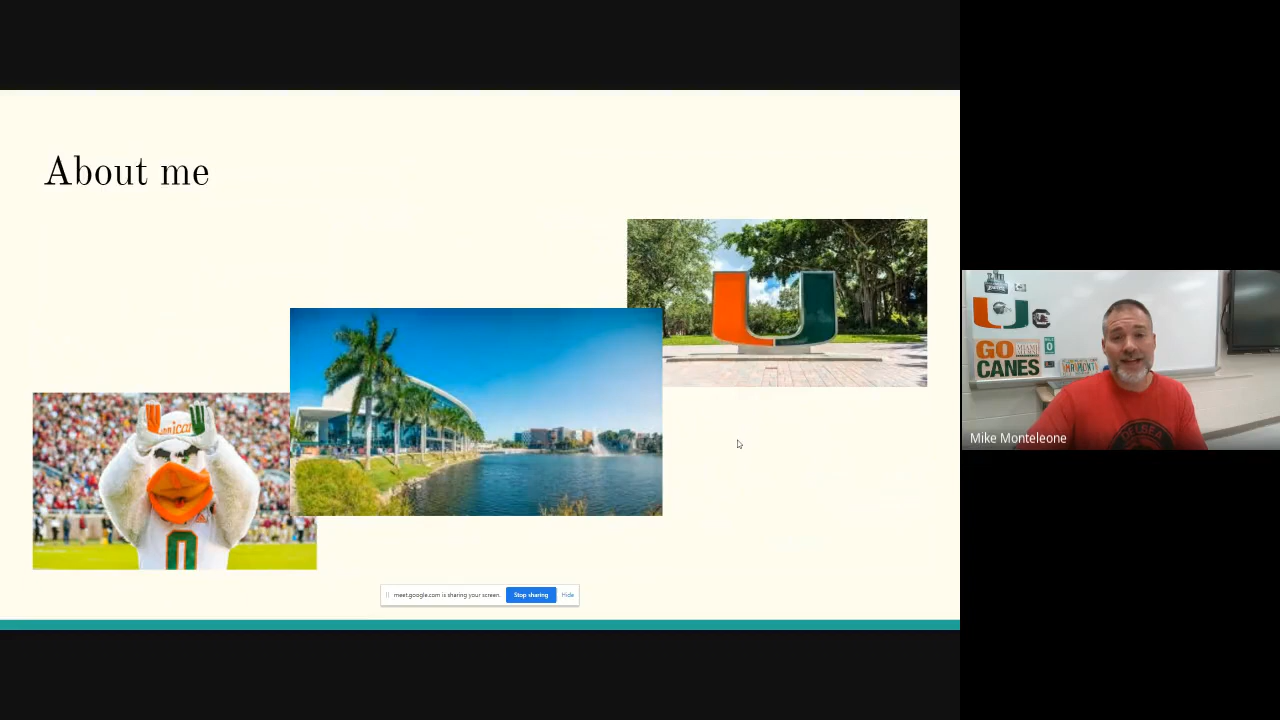 About me
U
meet.google.com is sharing your screen.
Stop sharing
Hide
U
GO
CANES
Mike Monteleone